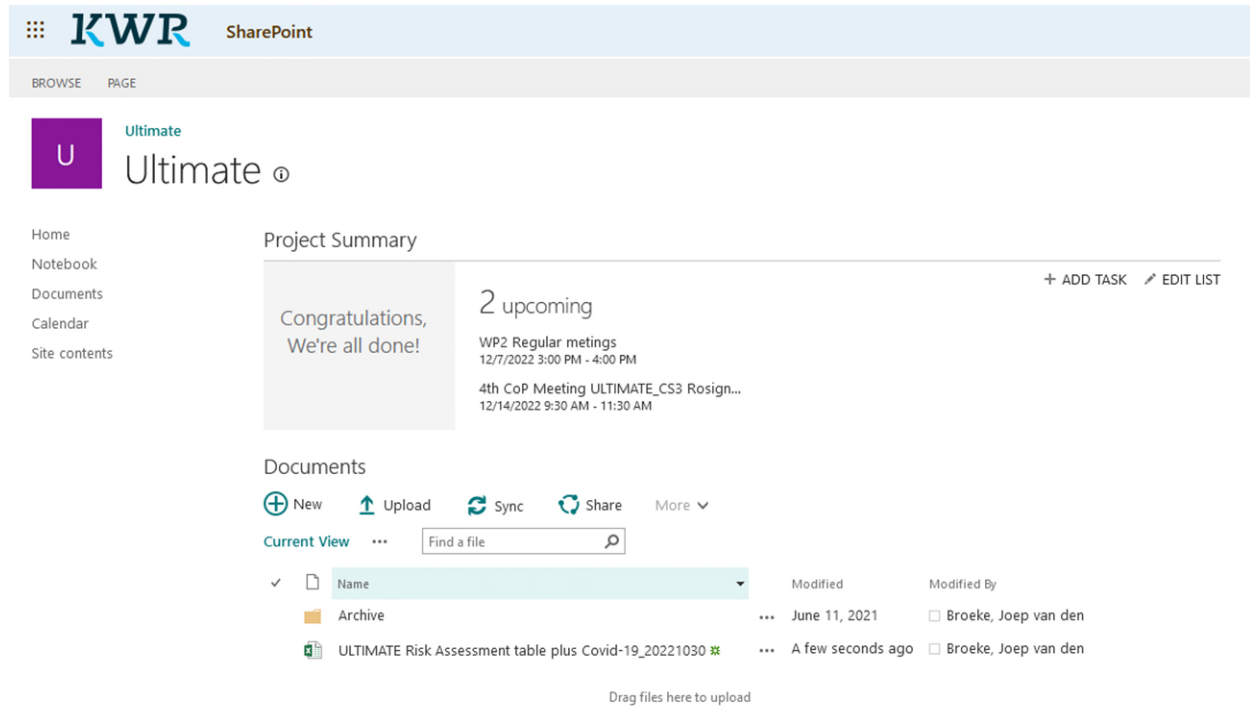 KWR SharePoint
BROWSE PAGE
U
Ultimate
Ultimate
Home
Notebook
Documents
Calendar
Site contents
Project Summary
+ ADD TASK EDIT LIST
Congratulations,
We're all done!
2 upcoming
WP2 Regular metings
12/7/2022 3:00 PM - 4:00 PM
4th CoP Meeting ULTIMATE_CS3 Rosign...
12/14/2022 9:30 AM - 11:30 AM
Documents
New Upload Sync Share More
Current View ... Find a file
Name Modified Modified By
Archive ... June 11, 2021 Broeke, Joep van den
ULTIMATE Risk Assessment table plus Covid-19_20221030 ... A few seconds ago Broeke, Joep van den
Drag files here to upload